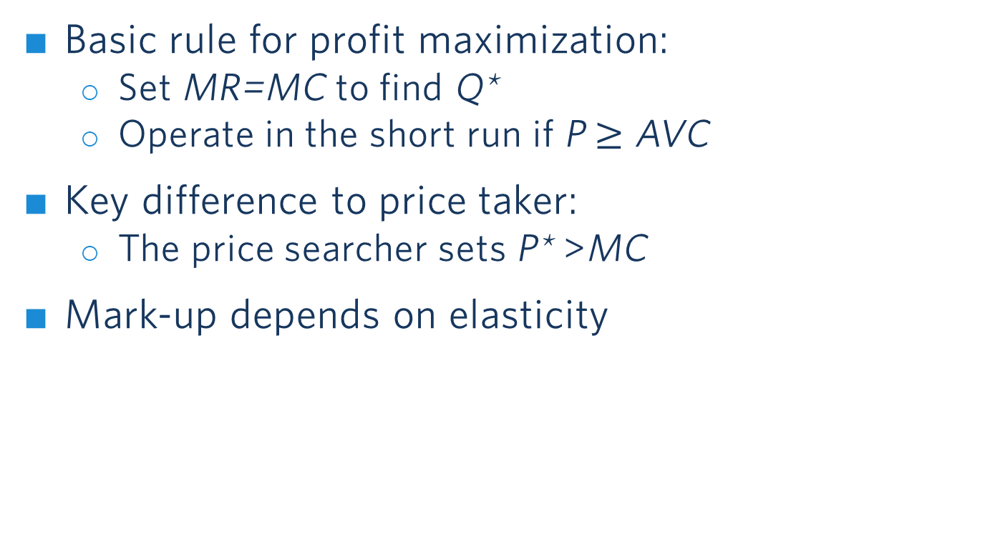 ■ Basic rule for profit maximization:
○ Set MR=MC to find Q*
○ Operate in the short run if P ≥ AVC
■ Key difference to price taker:
○ The price searcher sets P* >MC
■ Mark-up depends on elasticity